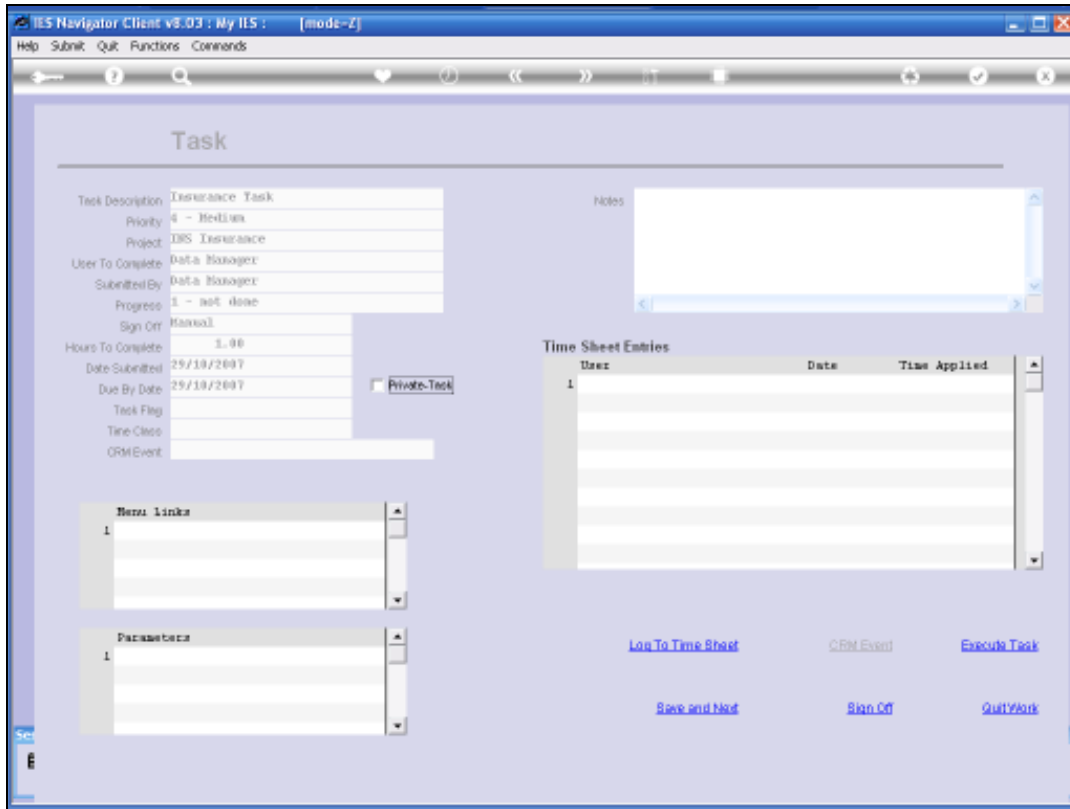 IES Navigator Client v8.03 : My IES : [mode-Z]
Help Submit Quit Functions Commands
Task
Task Description Insurance Task
Priority 4 - Medium
Project INS Insurance
User To Complete Data Manager
Submitted By Data Manager
Progress 1 - not done
Sign Off Manual
Hours To Complete 1.00
Date Submitted 29/10/2007
Due By Date 29/10/2007
Private-Task
Task Flag
Time Class
CRM Event
Notes
Time Sheet Entries
User Date Time Applied
1
Menu Links
1
Parameters
1
Log To Time Sheet CRM Event Execute Task
Save and Next Sign Off Quit Work